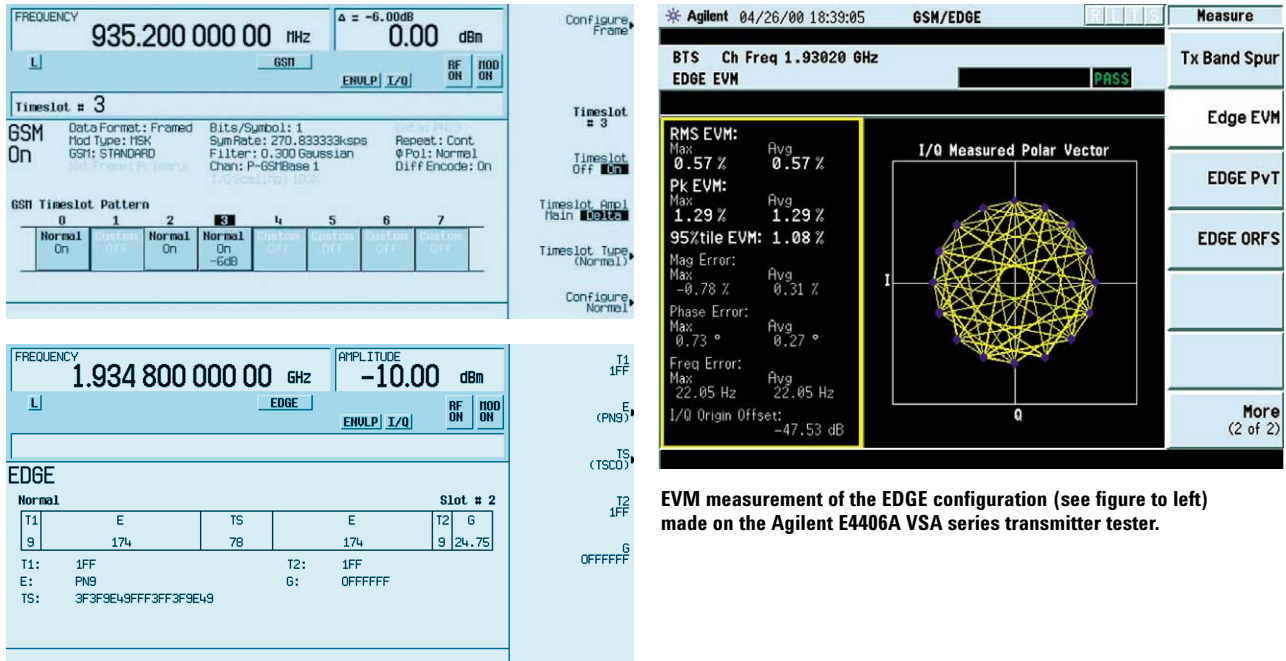 FREQUENCY
935.200 000 00 MHz
Δ = -6.00dB
0.00 dBm
L
GSM
ENVLP I/Q
RF ON
MOD ON
Timeslot # 3
GSM On
Data Format: Framed Bits/Symbol: 1
Mod Type: MSK Sym Rate: 270.833333ksps Repeat: Cont
GSM: STANDARD Filter: 0.300 Gaussian ΦPol: Normal
Chan: P-GSMBase 1 Diff Encode: On
I/Q Scaling: 100%
GSM Timeslot Pattern
0 1 2 3 4 5 6 7
Normal Custom Normal Normal Custom Custom Custom Custom
On OFF On On OFF OFF OFF OFF
-6dB
Configure Frame
Timeslot # 3
Timeslot Off On
Timeslot Ampl Main Delta
Timeslot Type (Normal)
Configure Normal
FREQUENCY
1.934 800 000 00 GHz
AMPLITUDE
-10.00 dBm
L
EDGE
ENVLP I/Q
RF ON
MOD ON
EDGE
Normal Slot # 2
T1 E TS E T2 G
9 174 78 174 9 24.75
T1: 1FF T2: 1FF
E: PN9 G: 0FFFFFF
TS: 3F3F9E49FFF3FF3F9E49
T1 1FF
E (PN9)
TS (TSC0)
T2 1FF
G 0FFFFFF
Agilent 04/26/00 18:39:05 GSM/EDGE R L T S
BTS Ch Freq 1.93020 GHz
EDGE EVM PASS
RMS EVM:
Max Avg
0.57 % 0.57 %
Pk EVM:
Max Avg
1.29 % 1.29 %
95%tile EVM: 1.08 %
Mag Error:
Max Avg
-0.78 % 0.31 %
Phase Error:
Max Avg
0.73 ° 0.27 °
Freq Error:
Max Avg
22.05 Hz 22.05 Hz
I/Q Origin Offset:
-47.53 dB
I/Q Measured Polar Vector
I
Q
Measure
Tx Band Spur
Edge EVM
EDGE PvT
EDGE ORFS
More
(2 of 2)
EVM measurement of the EDGE configuration (see figure to left)
made on the Agilent E4406A VSA series transmitter tester.